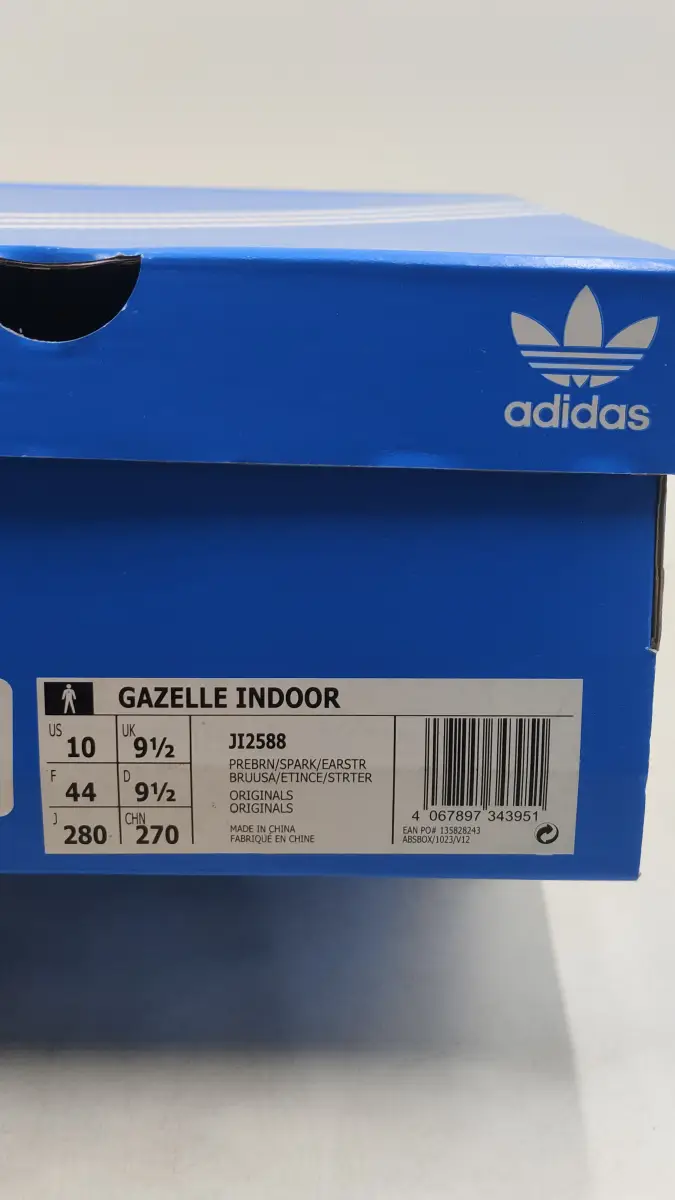 adidas
GAZELLE INDOOR
US 10 UK 9½
F 44 D 9½
J 280 CHN 270
JI2588
PREBRN/SPARK/EARSTR
BRUUSA/ETINCE/STRTER
ORIGINALS
ORIGINALS
MADE IN CHINA
FABRIQUÉ EN CHINE
4 067897 343951
EAN PO# 135828243
ABSBOX/1023/V12